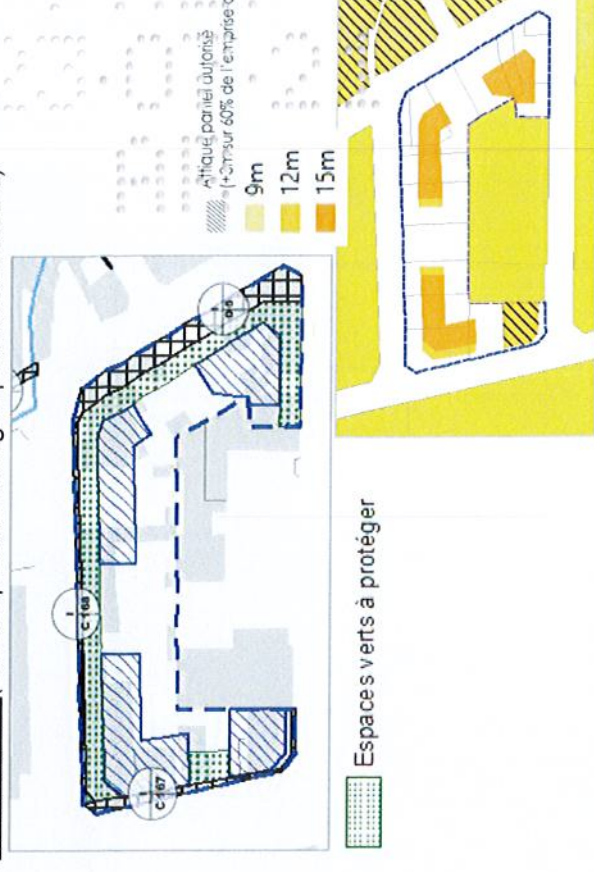 Attique partiel autorisé
(+3m sur 60% de l'emprise
9m
12m
15m
C 168
C 167
Espaces verts à protéger